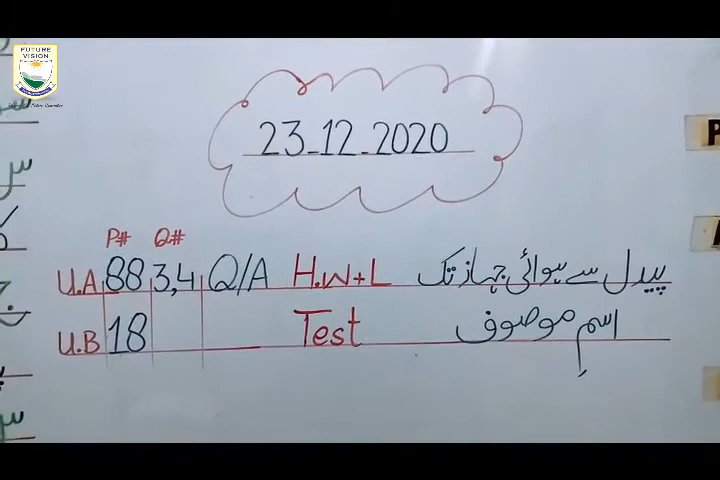 FUTURE
VISION
23-12-2020
P# Q#
U.A 88 3,4 Q/A H.W+L پیدل سے ہوائی جہاز تک
U.B 18 Test اسم موصوف